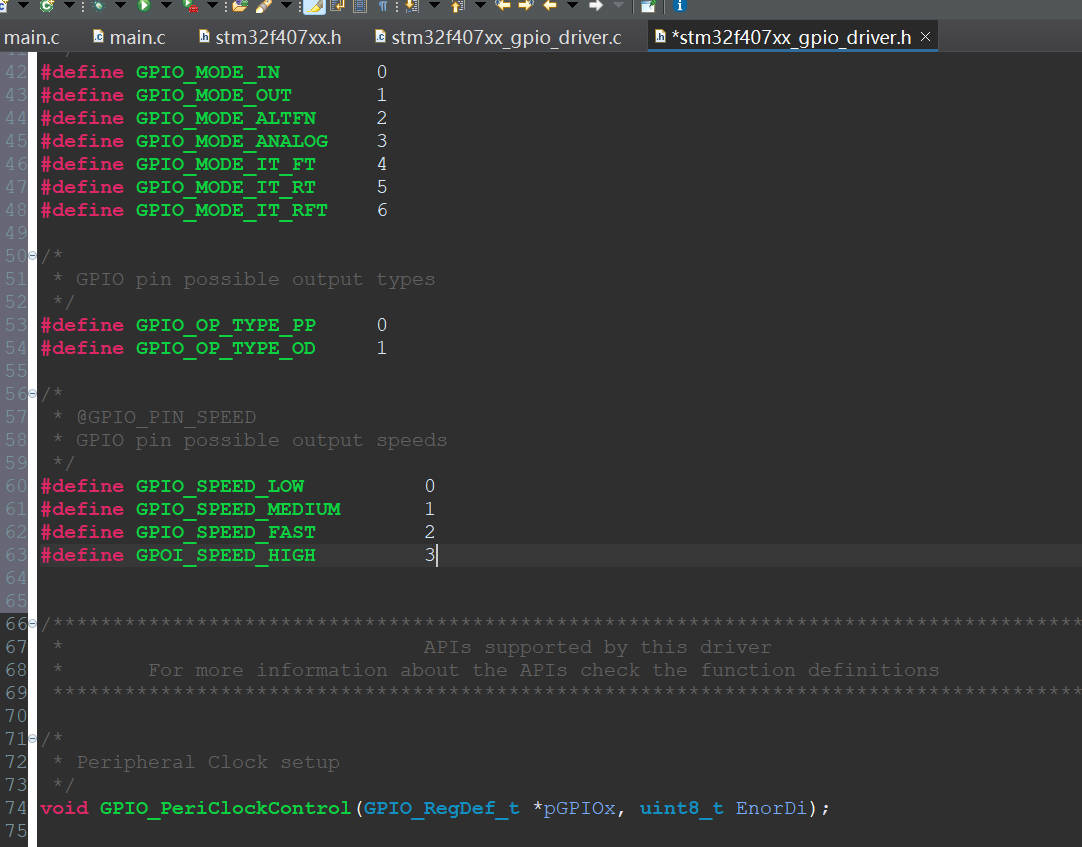 main.c
main.c
stm32f407xx.h
stm32f407xx_gpio_driver.c
*stm32f407xx_gpio_driver.h
42 #define GPIO_MODE_IN 0
43 #define GPIO_MODE_OUT 1
44 #define GPIO_MODE_ALTFN 2
45 #define GPIO_MODE_ANALOG 3
46 #define GPIO_MODE_IT_FT 4
47 #define GPIO_MODE_IT_RT 5
48 #define GPIO_MODE_IT_RFT 6
49
50 /*
51 * GPIO pin possible output types
52 */
53 #define GPIO_OP_TYPE_PP 0
54 #define GPIO_OP_TYPE_OD 1
55
56 /*
57 * @GPIO_PIN_SPEED
58 * GPIO pin possible output speeds
59 */
60 #define GPIO_SPEED_LOW 0
61 #define GPIO_SPEED_MEDIUM 1
62 #define GPIO_SPEED_FAST 2
63 #define GPOI_SPEED_HIGH 3
64
65
66 /**************************************************************************************
67 * APIs supported by this driver
68 * For more information about the APIs check the function definitions
69 **************************************************************************************
70
71 /*
72 * Peripheral Clock setup
73 */
74 void GPIO_PeriClockControl(GPIO_RegDef_t *pGPIOx, uint8_t EnorDi);
75